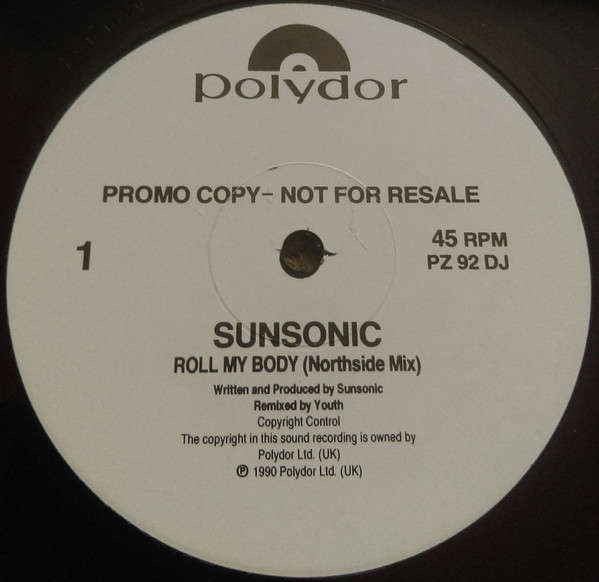 polydor
PROMO COPY– NOT FOR RESALE
1
45 RPM
PZ 92 DJ
SUNSONIC
ROLL MY BODY (Northside Mix)
Written and Produced by Sunsonic
Remixed by Youth
Copyright Control
The copyright in this sound recording is owned by
Polydor Ltd. (UK)
℗ 1990 Polydor Ltd. (UK)